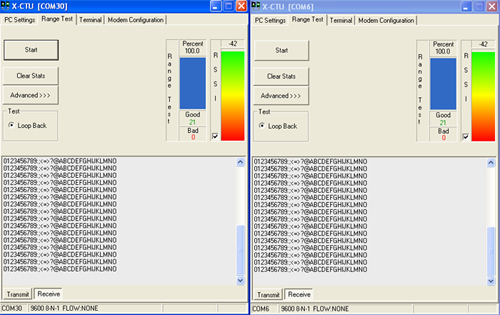 X-CTU [COM30]
PC Settings Range Test Terminal Modem Configuration
Start
Clear Stats
Advanced >>>
Test
Loop Back
Range Test
Percent
100.0
Good
21
Bad
0
-42
RSSI
0123456789:;<=>?@ABCDEFGHIJKLMNO
0123456789:;<=>?@ABCDEFGHIJKLMNO
0123456789:;<=>?@ABCDEFGHIJKLMNO
0123456789:;<=>?@ABCDEFGHIJKLMNO
0123456789:;<=>?@ABCDEFGHIJKLMNO
0123456789:;<=>?@ABCDEFGHIJKLMNO
0123456789:;<=>?@ABCDEFGHIJKLMNO
0123456789:;<=>?@ABCDEFGHIJKLMNO
0123456789:;<=>?@ABCDEFGHIJKLMNO
0123456789:;<=>?@ABCDEFGHIJKLMNO
0123456789:;<=>?@ABCDEFGHIJKLMNO
0123456789:;<=>?@ABCDEFGHIJKLMNO
0123456789:;<=>?@ABCDEFGHIJKLMNO
0123456789:;<=>?@ABCDEFGHIJKLMNO
Transmit Receive
COM30 9600 8-N-1 FLOW:NONE
X-CTU [COM6]
PC Settings Range Test Terminal Modem Configuration
Start
Clear Stats
Advanced >>>
Test
Loop Back
Range Test
Percent
100.0
Good
21
Bad
0
-42
RSSI
0123456789:;<=>?@ABCDEFGHIJKLMNO
0123456789:;<=>?@ABCDEFGHIJKLMNO
0123456789:;<=>?@ABCDEFGHIJKLMNO
0123456789:;<=>?@ABCDEFGHIJKLMNO
0123456789:;<=>?@ABCDEFGHIJKLMNO
0123456789:;<=>?@ABCDEFGHIJKLMNO
0123456789:;<=>?@ABCDEFGHIJKLMNO
0123456789:;<=>?@ABCDEFGHIJKLMNO
0123456789:;<=>?@ABCDEFGHIJKLMNO
0123456789:;<=>?@ABCDEFGHIJKLMNO
0123456789:;<=>?@ABCDEFGHIJKLMNO
0123456789:;<=>?@ABCDEFGHIJKLMNO
0123456789:;<=>?@ABCDEFGHIJKLMNO
0123456789:;<=>?@ABCDEFGHIJKLMNO
Transmit Receive
COM6 9600 8-N-1 FLOW:NONE